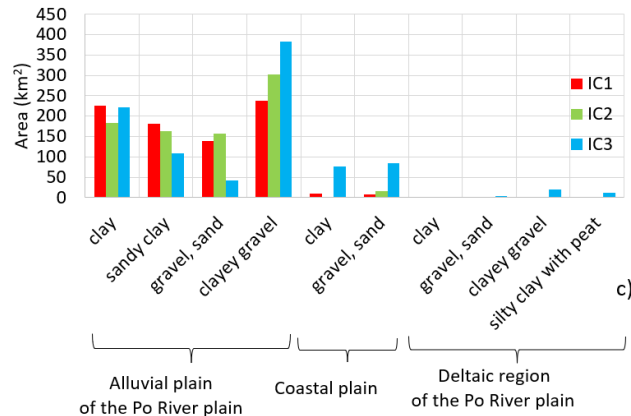 450
400
350
300
250
200
150
100
50
0
Area (km²)
IC1
IC2
IC3
clay
sandy clay
gravel, sand
clayey gravel
clay
gravel, sand
clay
gravel, sand
clayey gravel
silty clay with peat
c)
Alluvial plain
of the Po River plain
Coastal plain
Deltaic region
of the Po River plain